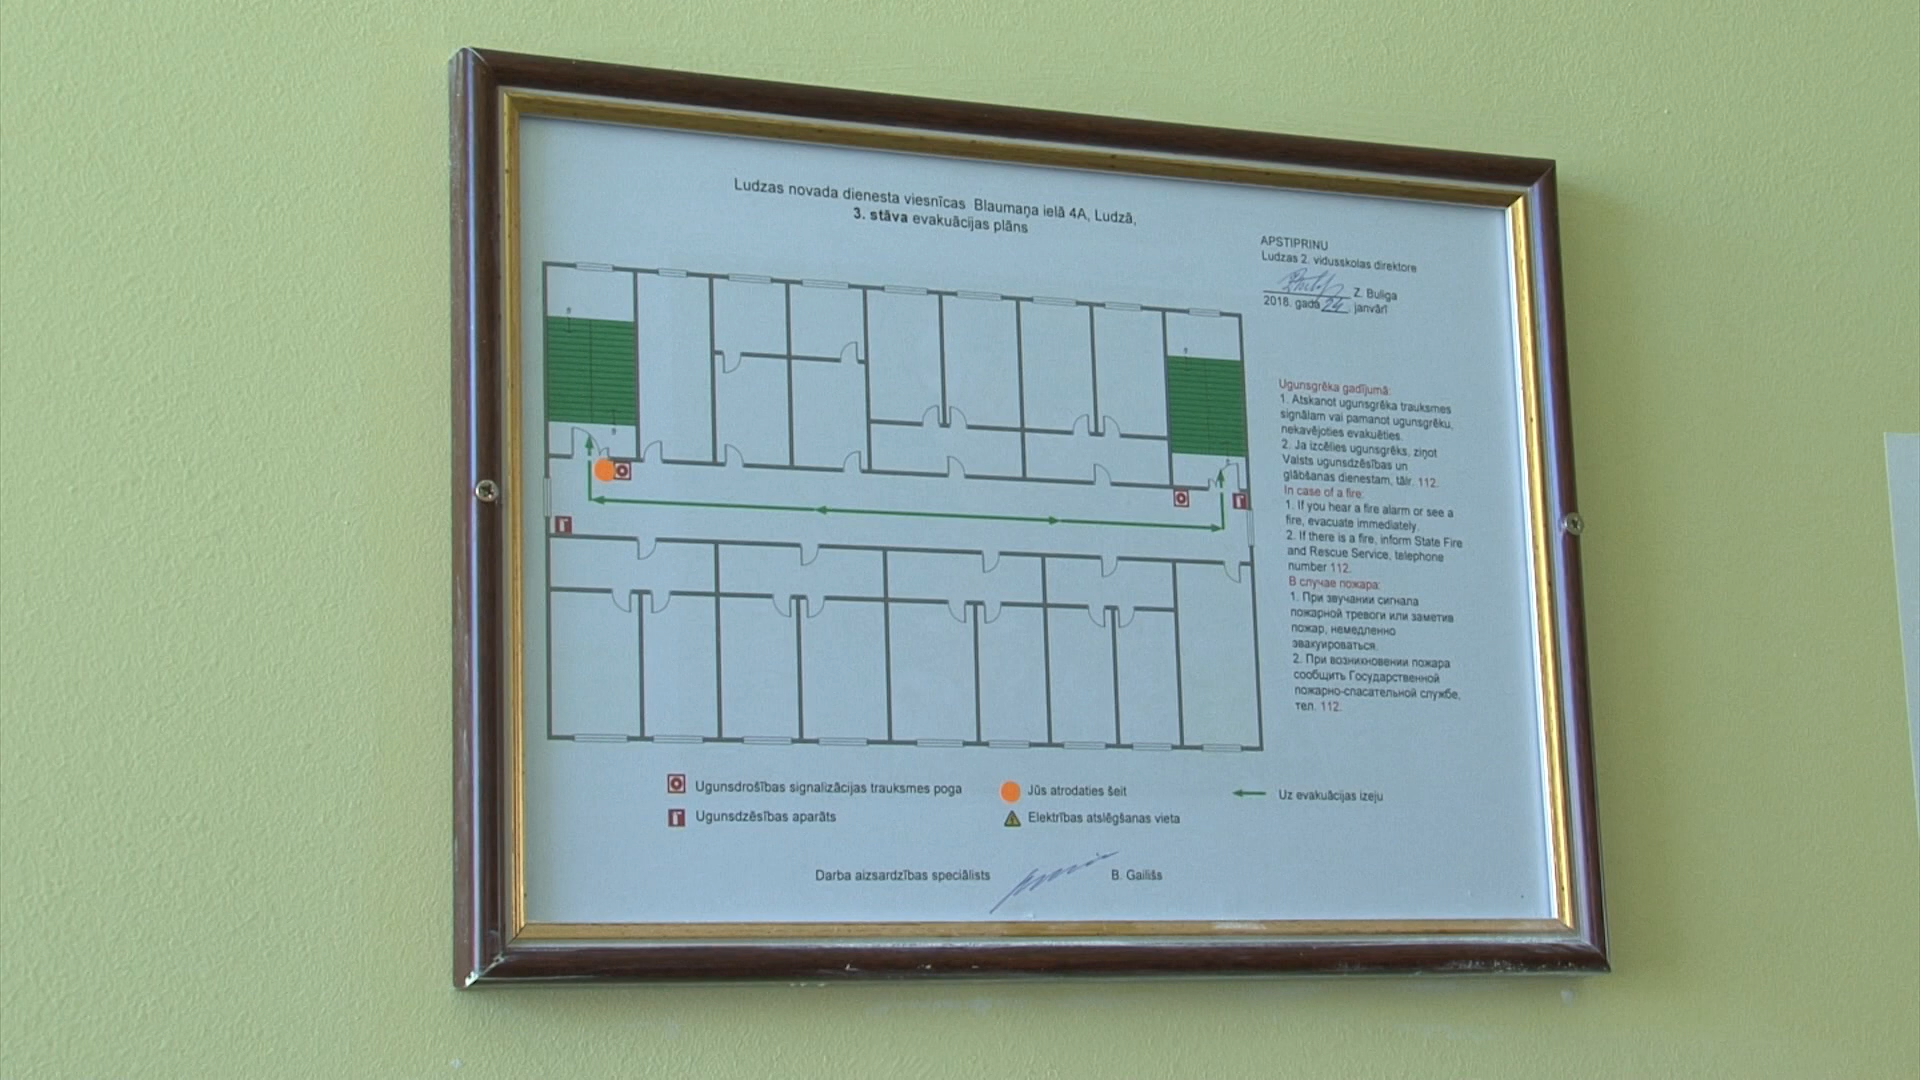 Ludzas novada dienesta viesnīcas Blaumaņa ielā 4A, Ludzā,
3. stāva evakuācijas plāns
APSTIPRINU
Ludzas 2. vidusskolas direktore
Z. Buliga
2018. gada 24. janvārī
Ugunsgrēka gadījumā:
1. Atskanot ugunsgrēka trauksmes
signālam vai pamanot ugunsgrēku,
nekavējoties evakuēties.
2. Ja izcēlies ugunsgrēks, ziņot
Valsts ugunsdzēsības un
glābšanas dienestam, tālr. 112.
In case of a fire:
1. If you hear a fire alarm or see a
fire, evacuate immediately.
2. If there is a fire, inform State Fire
and Rescue Service, telephone
number 112.
В случае пожара:
1. При звучании сигнала
пожарной тревоги или заметив
пожар, немедленно
эвакуироваться.
2. При возникновении пожара
сообщить Государственной
пожарно-спасательной службе,
тел. 112.
Ugunsdrošības signalizācijas trauksmes poga
Jūs atrodaties šeit
Uz evakuācijas izeju
Ugunsdzēsības aparāts
Elektrības atslēgšanas vieta
Darba aizsardzības speciālists
B. Gailišs